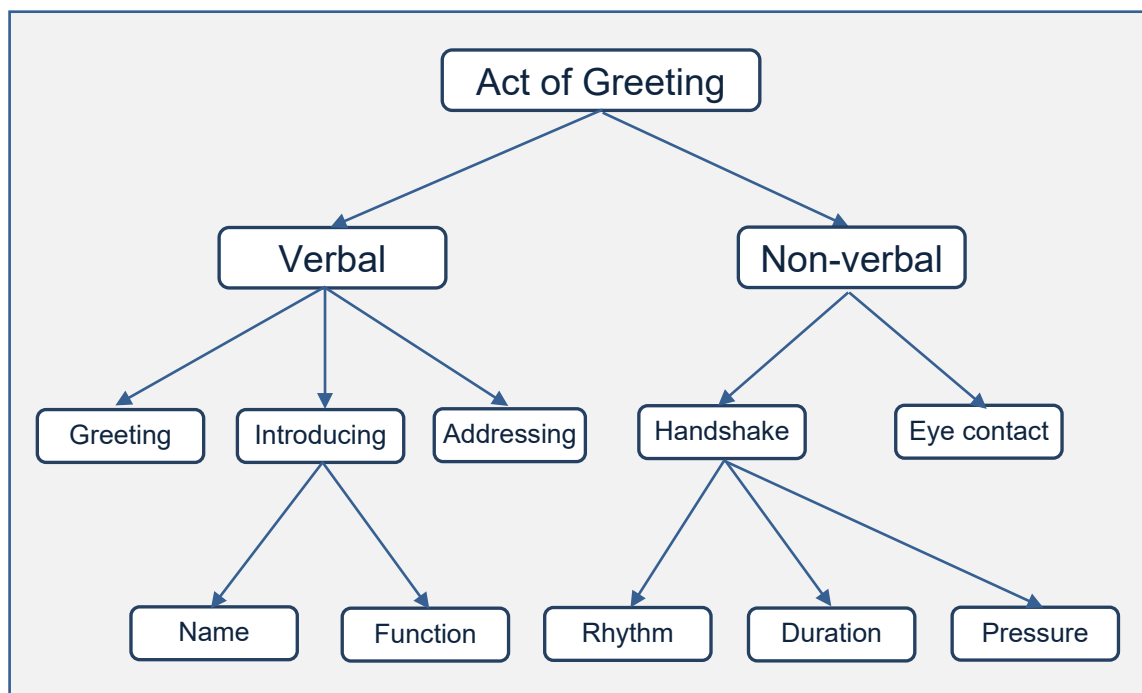 Act of Greeting
Verbal
Non-verbal
Greeting
Introducing
Addressing
Handshake
Eye contact
Name
Function
Rhythm
Duration
Pressure